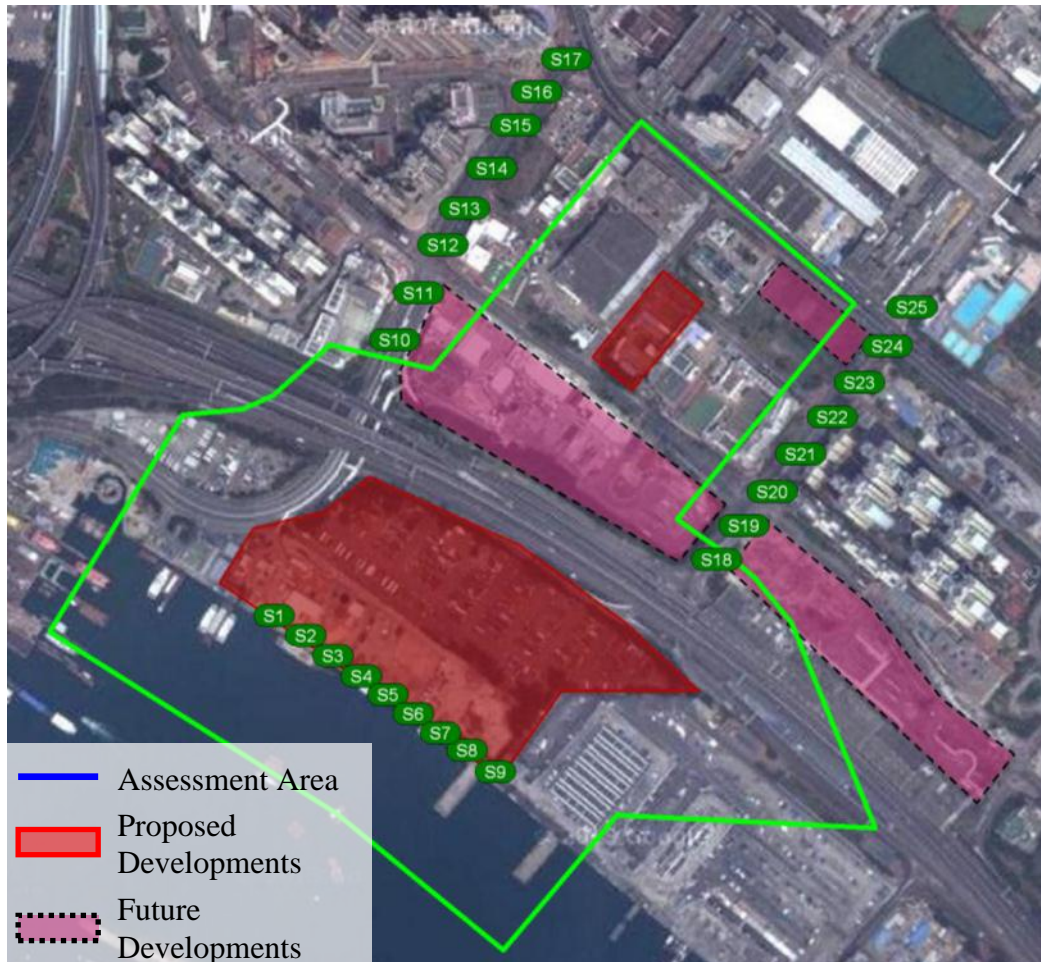 S17
S16
S15
S14
S13
S12
S11
S10
S25
S24
S23
S22
S21
S20
S19
S18
S1
S2
S3
S4
S5
S6
S7
S8
S9
Assessment Area
Proposed
Developments
Future
Developments